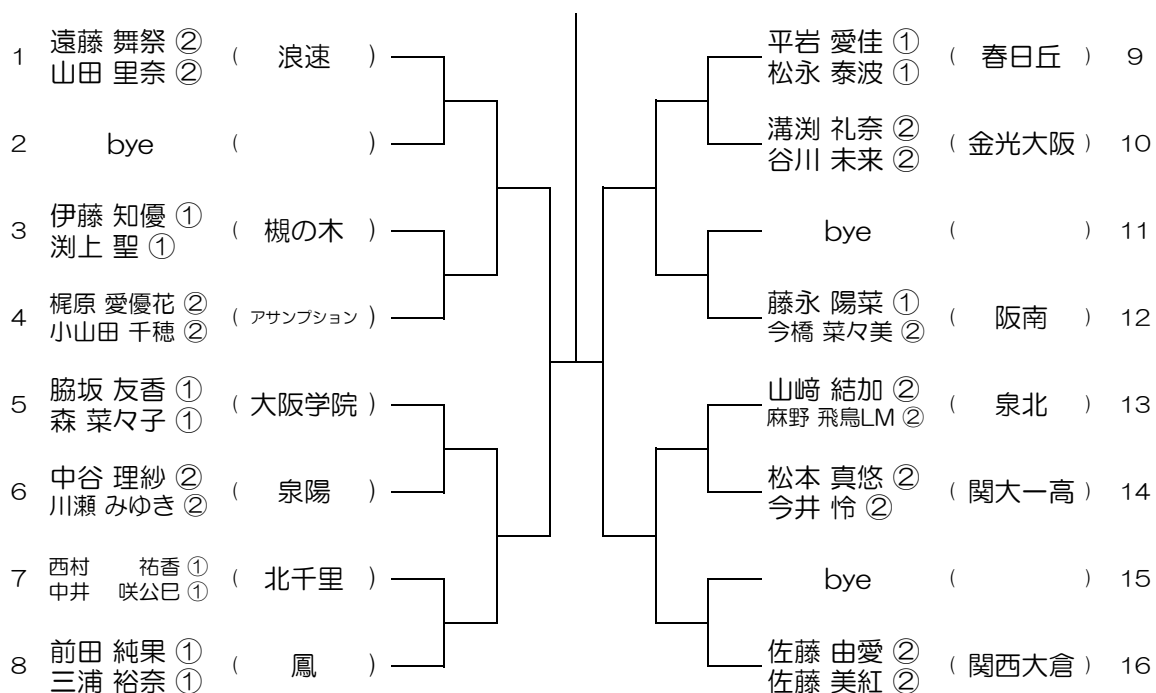 1 遠藤 舞祭 ② ( 浪速 )
山田 里奈 ②
2 bye ( )
3 伊藤 知優 ① ( 槻の木 )
渕上 聖 ①
4 梶原 愛優花 ② ( アサンプション )
小山田 千穂 ②
5 脇坂 友香 ① ( 大阪学院 )
森 菜々子 ①
6 中谷 理紗 ② ( 泉陽 )
川瀬 みゆき ②
7 西村 祐香 ① ( 北千里 )
中井 咲公巳 ①
8 前田 純果 ① ( 鳳 )
三浦 裕奈 ①
平岩 愛佳 ① ( 春日丘 ) 9
松永 泰波 ①
溝渕 礼奈 ② ( 金光大阪 ) 10
谷川 未来 ②
bye ( ) 11
藤永 陽菜 ① ( 阪南 ) 12
今橋 菜々美 ②
山﨑 結加 ② ( 泉北 ) 13
麻野 飛鳥LM ②
松本 真悠 ② ( 関大一高 ) 14
今井 怜 ②
bye ( ) 15
佐藤 由愛 ② ( 関西大倉 ) 16
佐藤 美紅 ②